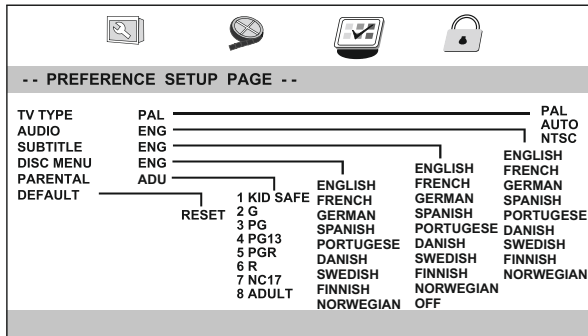 -- PREFERENCE SETUP PAGE --
TV TYPE PAL
AUDIO ENG
SUBTITLE ENG
DISC MENU ENG
PARENTAL ADU
DEFAULT
RESET
1 KID SAFE
2 G
3 PG
4 PG13
5 PGR
6 R
7 NC17
8 ADULT
ENGLISH
FRENCH
GERMAN
SPANISH
PORTUGESE
DANISH
SWEDISH
FINNISH
NORWEGIAN
ENGLISH
FRENCH
GERMAN
SPANISH
PORTUGESE
DANISH
SWEDISH
FINNISH
NORWEGIAN
OFF
ENGLISH
FRENCH
GERMAN
SPANISH
PORTUGESE
DANISH
SWEDISH
FINNISH
NORWEGIAN
PAL
AUTO
NTSC